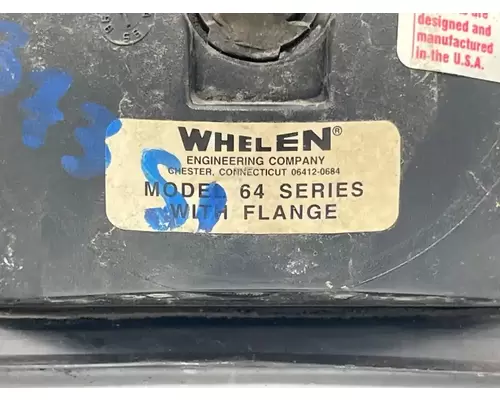 designed and
manufactured
in the U.S.A.
WHELEN®
ENGINEERING COMPANY
CHESTER, CONNECTICUT 06412-0684
MODEL 64 SERIES
WITH FLANGE